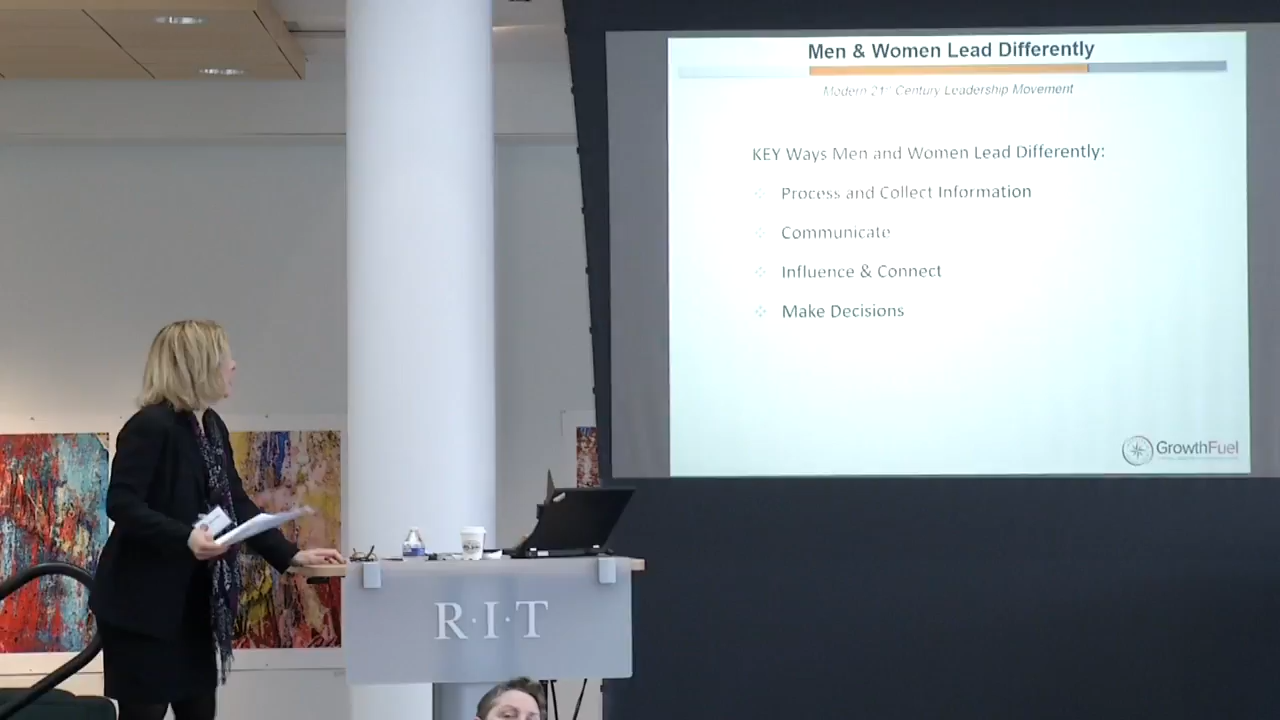 Men & Women Lead Differently
Modern 21st Century Leadership Movement
KEY Ways Men and Women Lead Differently:
Process and Collect Information
Communicate
Influence & Connect
Make Decisions
GrowthFuel
R·I·T